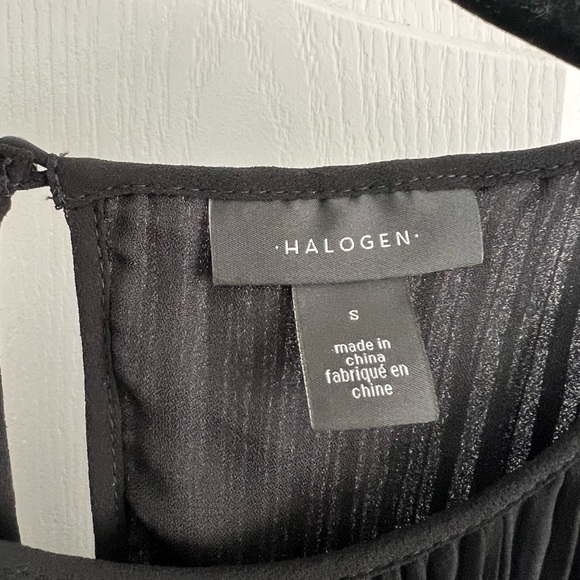 ·HALOGEN·
S
made in
china
fabriqué en
chine